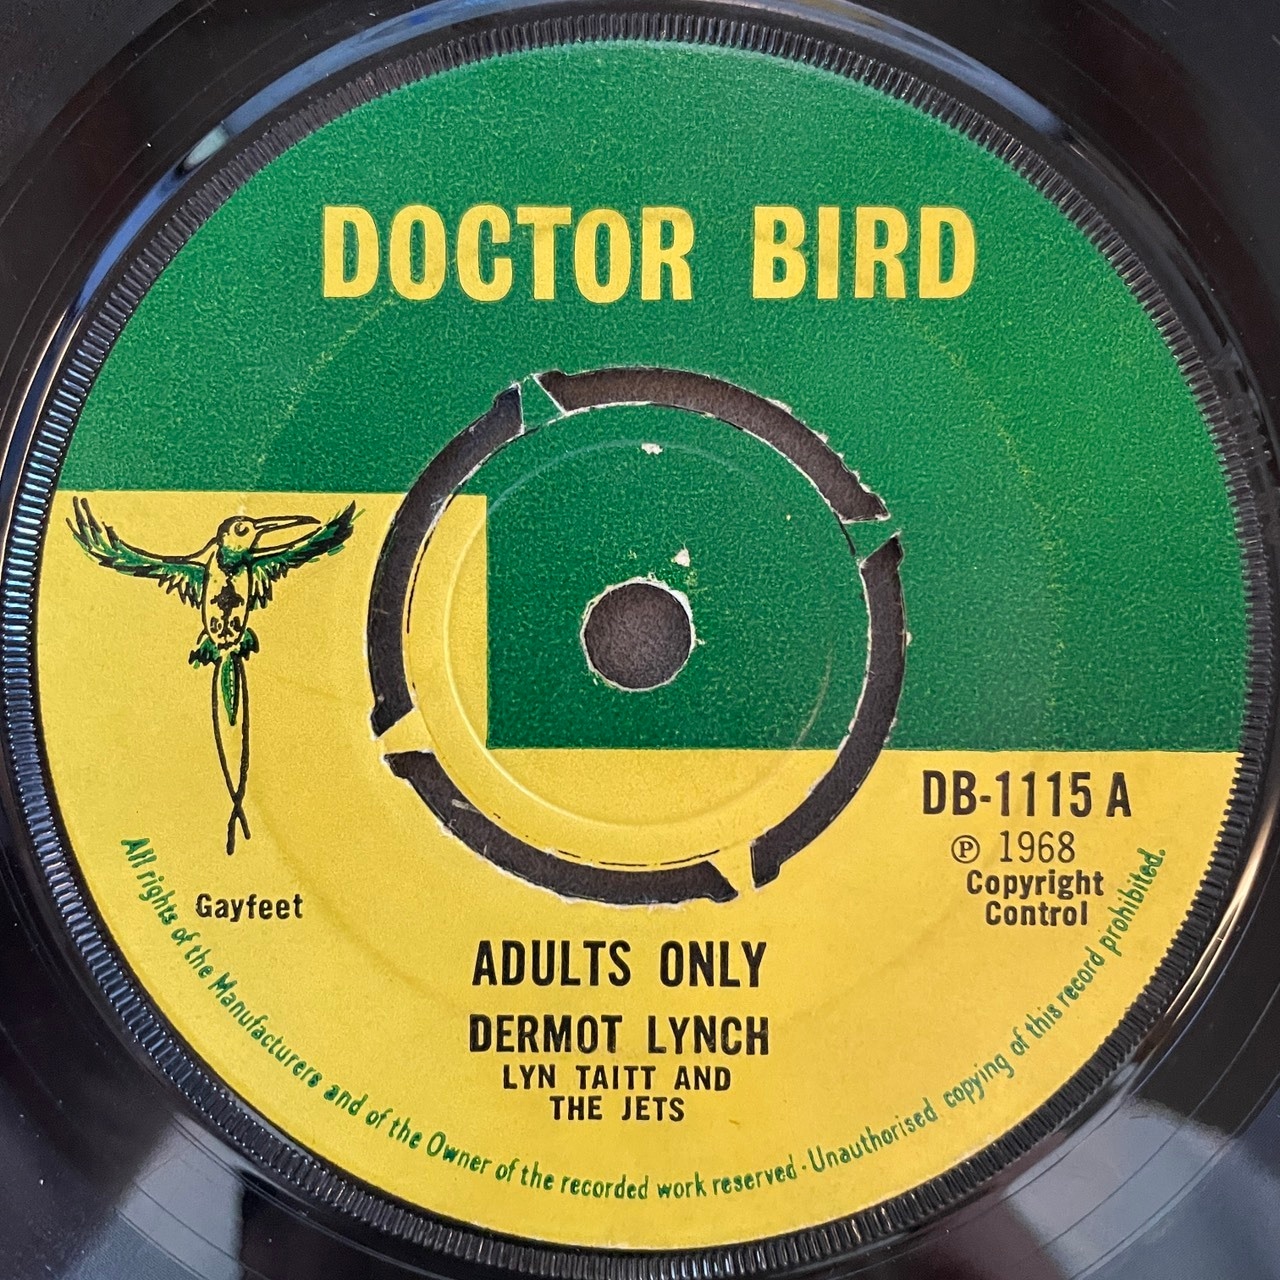 DOCTOR BIRD
DB-1115 A
℗ 1968
Copyright
Control
Gayfeet
ADULTS ONLY
DERMOT LYNCH
LYN TAITT AND
THE JETS
All rights of the Manufacturers and of the Owner of the recorded work reserved · Unauthorised copying of this record prohibited.